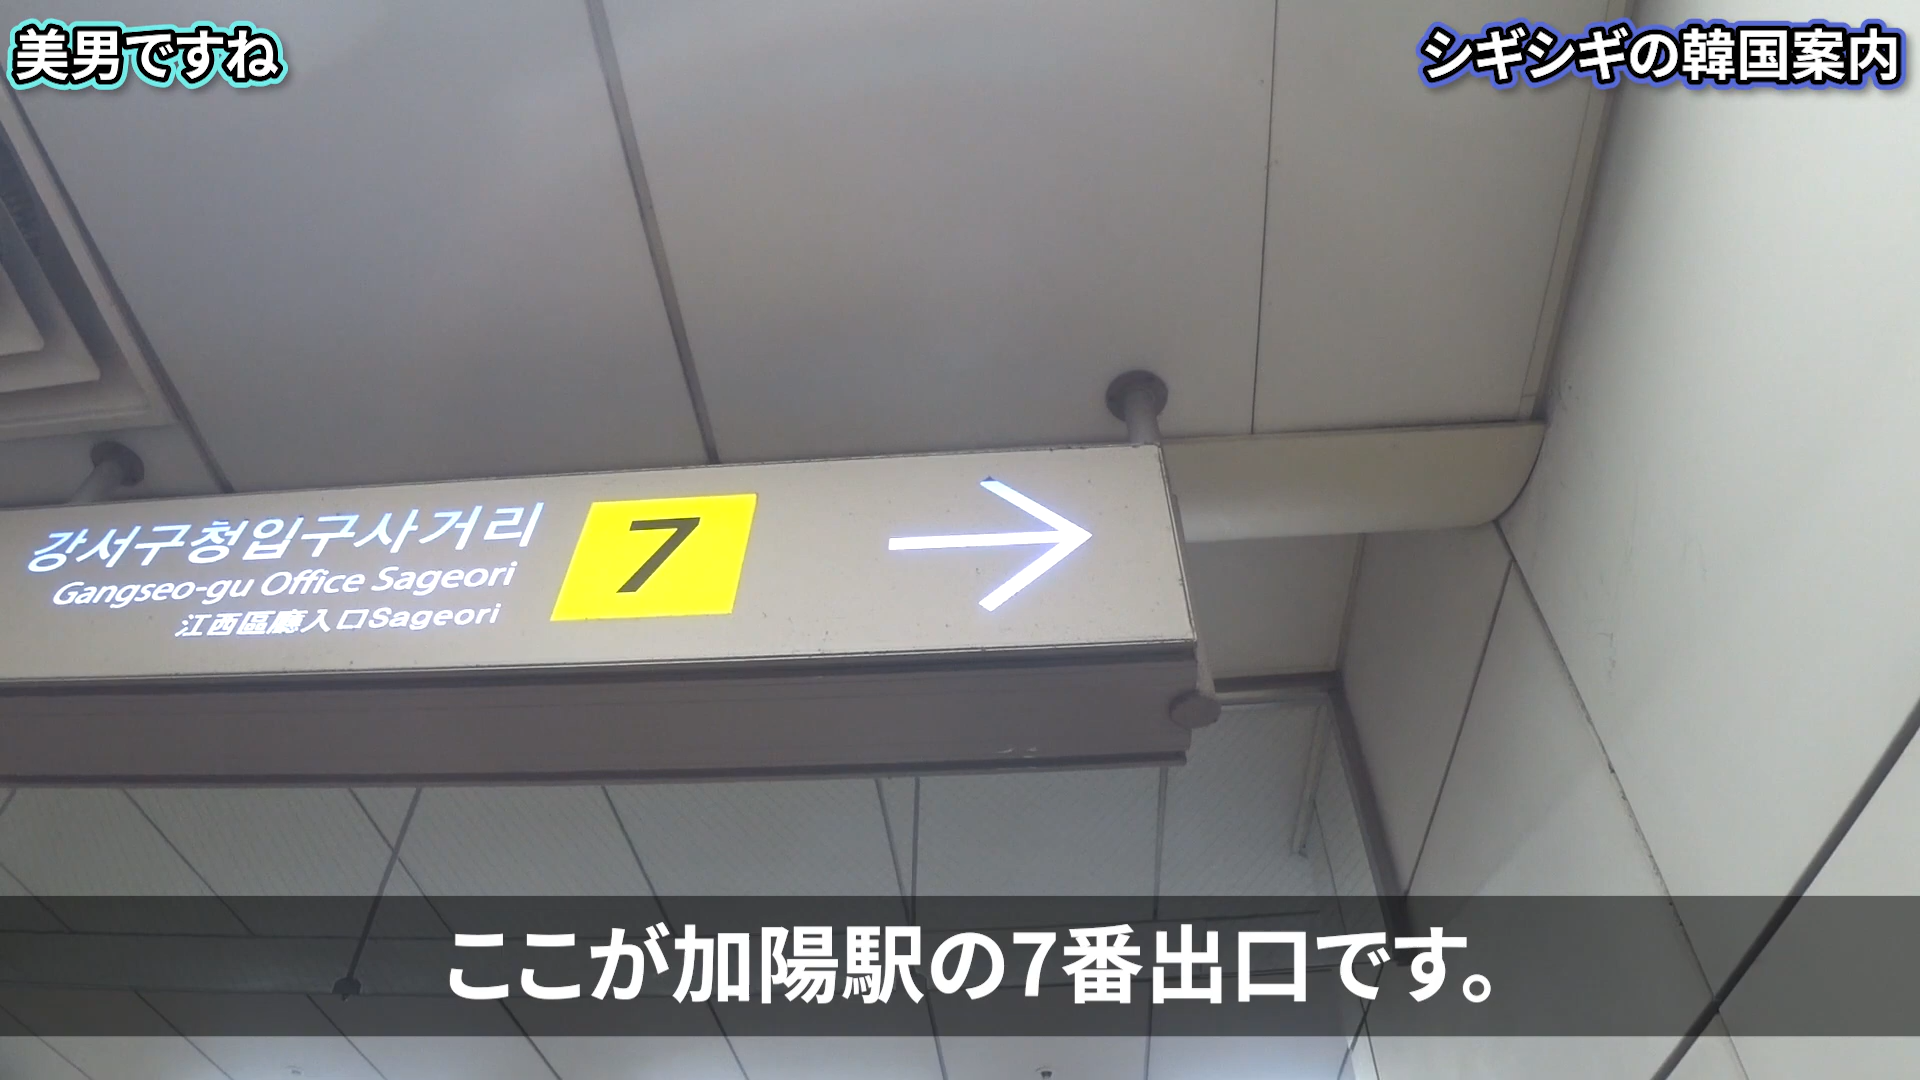 美男ですね
シギシギの韓国案内
강서구청입구사거리
Gangseo-gu Office Sageori
江西區廳入口Sageori
7
ここが加陽駅の7番出口です。